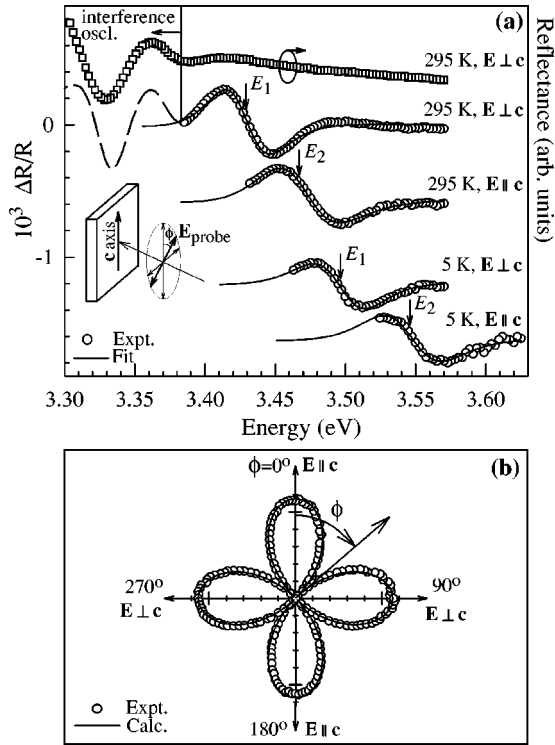 interference
oscl.
(a)
295 K, E⊥c
E₁
295 K, E⊥c
0
E₂
295 K, E∥c
10³ ΔR/R
Reflectance (arb. units)
c axis
ϕ
E_probe
-1
E₁
5 K, E⊥c
E₂
5 K, E∥c
Expt.
Fit
3.30 3.35 3.40 3.45 3.50 3.55 3.60
Energy (eV)
ϕ=0° E∥c
(b)
ϕ
270°
E⊥c
90°
E⊥c
Expt.
Calc.
180° E∥c